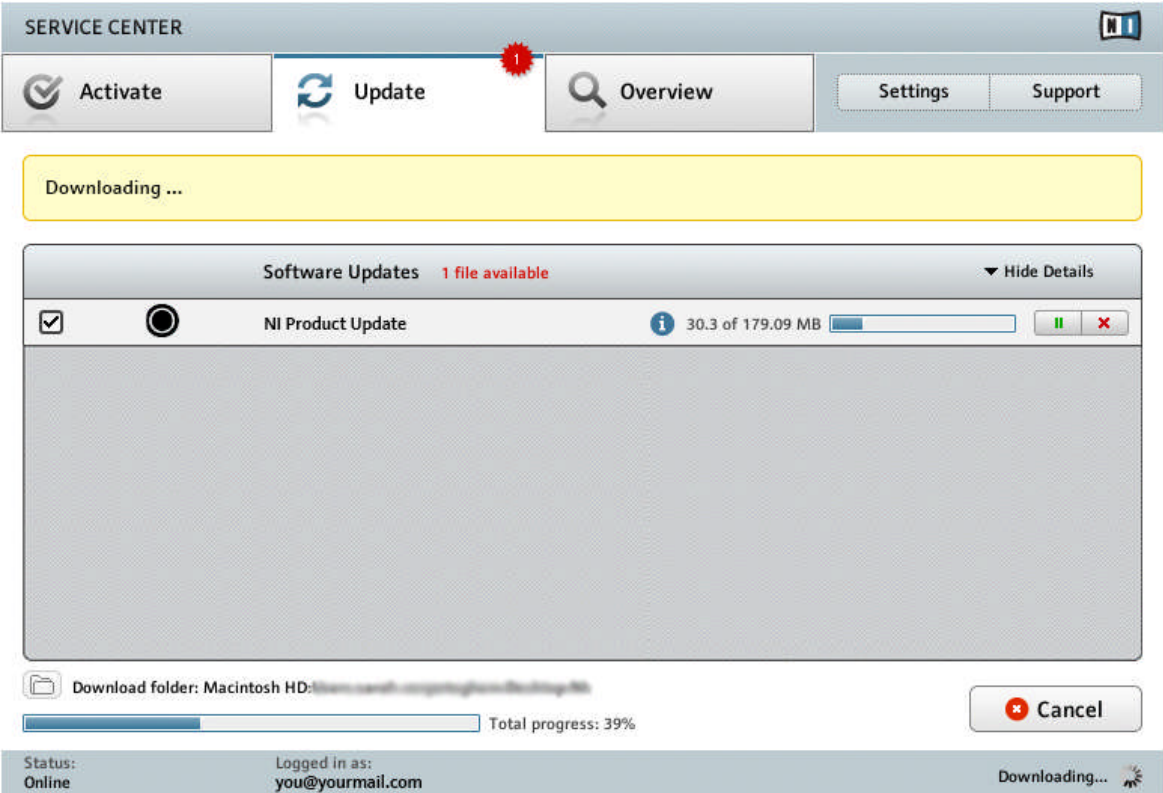 SERVICE CENTER
NI
Activate
Update
1
Overview
Settings
Support
Downloading ...
Software Updates 1 file available Hide Details
NI Product Update 30.3 of 179.09 MB
Download folder: Macintosh HD:
Total progress: 39%
Cancel
Status:
Online
Logged in as:
you@yourmail.com
Downloading...